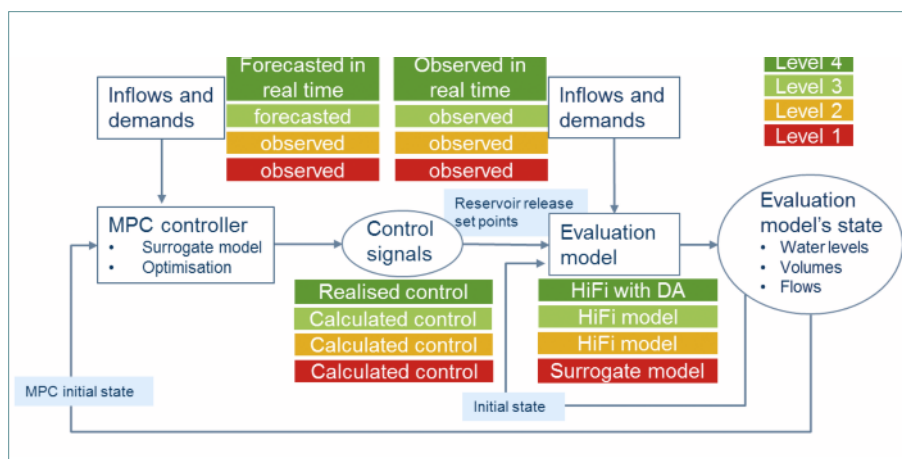 Forecasted in
real time
forecasted
observed
observed
Observed in
real time
observed
observed
observed
Level 4
Level 3
Level 2
Level 1
Inflows and
demands
Inflows and
demands
MPC controller
• Surrogate model
• Optimisation
Control
signals
Reservoir release
set points
Evaluation
model
Evaluation
model's state
• Water levels
• Volumes
• Flows
Realised control
Calculated control
Calculated control
Calculated control
HiFi with DA
HiFi model
HiFi model
Surrogate model
MPC initial state
Initial state